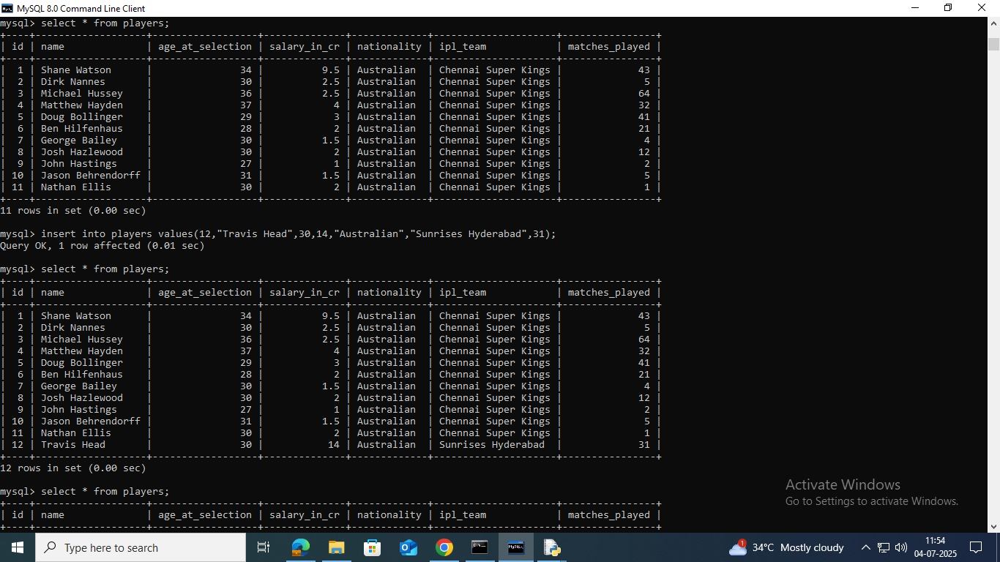 MySQL 8.0 Command Line Client
mysql> select * from players;
+----+-------------------+------------------+--------------+-------------+---------------------+----------------+
| id | name              | age_at_selection | salary_in_cr | nationality | ipl_team            | matches_played |
+----+-------------------+------------------+--------------+-------------+---------------------+----------------+
|  1 | Shane Watson      |               34 |          9.5 | Australian  | Chennai Super Kings |             43 |
|  2 | Dirk Nannes       |               30 |          2.5 | Australian  | Chennai Super Kings |              5 |
|  3 | Michael Hussey    |               36 |          2.5 | Australian  | Chennai Super Kings |             64 |
|  4 | Matthew Hayden    |               37 |            4 | Australian  | Chennai Super Kings |             32 |
|  5 | Doug Bollinger    |               29 |            3 | Australian  | Chennai Super Kings |             41 |
|  6 | Ben Hilfenhaus    |               28 |            2 | Australian  | Chennai Super Kings |             21 |
|  7 | George Bailey     |               30 |          1.5 | Australian  | Chennai Super Kings |              4 |
|  8 | Josh Hazlewood    |               30 |            2 | Australian  | Chennai Super Kings |             12 |
|  9 | John Hastings     |               27 |            1 | Australian  | Chennai Super Kings |              2 |
| 10 | Jason Behrendorff |               31 |          1.5 | Australian  | Chennai Super Kings |              5 |
| 11 | Nathan Ellis      |               30 |            2 | Australian  | Chennai Super Kings |              1 |
+----+-------------------+------------------+--------------+-------------+---------------------+----------------+
11 rows in set (0.00 sec)
mysql> insert into players values(12,"Travis Head",30,14,"Australian","Sunrises Hyderabad",31);
Query OK, 1 row affected (0.01 sec)
mysql> select * from players;
+----+-------------------+------------------+--------------+-------------+---------------------+----------------+
| id | name              | age_at_selection | salary_in_cr | nationality | ipl_team            | matches_played |
+----+-------------------+------------------+--------------+-------------+---------------------+----------------+
|  1 | Shane Watson      |               34 |          9.5 | Australian  | Chennai Super Kings |             43 |
|  2 | Dirk Nannes       |               30 |          2.5 | Australian  | Chennai Super Kings |              5 |
|  3 | Michael Hussey    |               36 |          2.5 | Australian  | Chennai Super Kings |             64 |
|  4 | Matthew Hayden    |               37 |            4 | Australian  | Chennai Super Kings |             32 |
|  5 | Doug Bollinger    |               29 |            3 | Australian  | Chennai Super Kings |             41 |
|  6 | Ben Hilfenhaus    |               28 |            2 | Australian  | Chennai Super Kings |             21 |
|  7 | George Bailey     |               30 |          1.5 | Australian  | Chennai Super Kings |              4 |
|  8 | Josh Hazlewood    |               30 |            2 | Australian  | Chennai Super Kings |             12 |
|  9 | John Hastings     |               27 |            1 | Australian  | Chennai Super Kings |              2 |
| 10 | Jason Behrendorff |               31 |          1.5 | Australian  | Chennai Super Kings |              5 |
| 11 | Nathan Ellis      |               30 |            2 | Australian  | Chennai Super Kings |              1 |
| 12 | Travis Head       |               30 |           14 | Australian  | Sunrises Hyderabad  |             31 |
+----+-------------------+------------------+--------------+-------------+---------------------+----------------+
12 rows in set (0.00 sec)
mysql> select * from players;
+----+-------------------+------------------+--------------+-------------+---------------------+----------------+
| id | name              | age_at_selection | salary_in_cr | nationality | ipl_team            | matches_played |
+----+-------------------+------------------+--------------+-------------+---------------------+----------------+
Activate Windows
Go to Settings to activate Windows.
Type here to search
1
34°C Mostly cloudy
11:54
04-07-2025